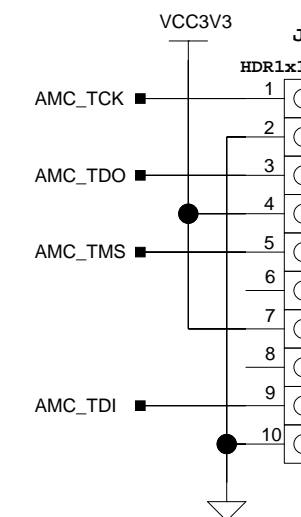 VCC3V3
J
HDR1x1
AMC_TCK 1
2
AMC_TDO 3
4
AMC_TMS 5
6
7
8
AMC_TDI 9
10